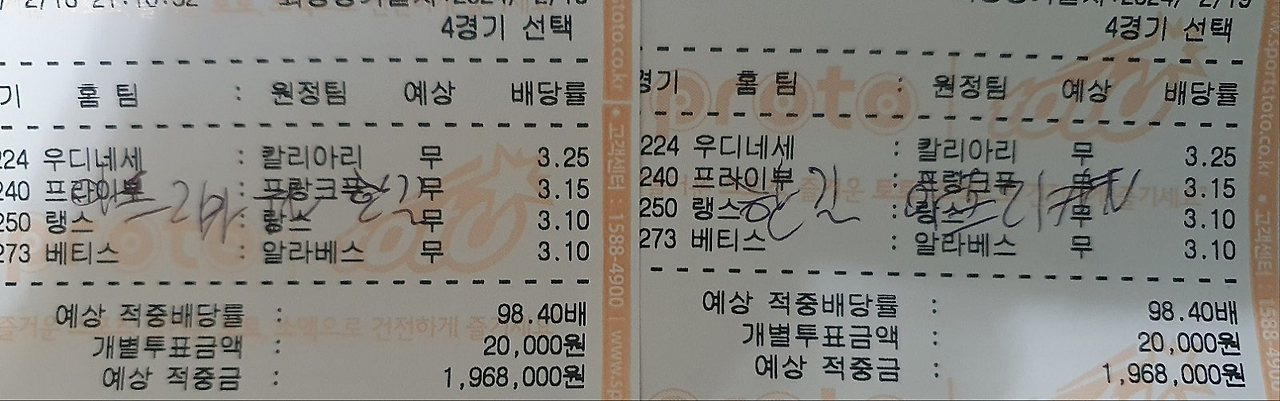 4경기 선택
기 홈 팀 : 원정팀 예상 배당률
224 우디네세 : 칼리아리 무 3.25
240 프라이부 : 프랑크푸 무 3.15
250 랭스 : 랑스 무 3.10
273 베티스 : 알라베스 무 3.10
예상 적중배당률 : 98.40배
개별투표금액 : 20,000원
예상 적중금 : 1,968,000원
고객센터 : 1588-4900
4경기 선택
경기 홈 팀 : 원정팀 예상 배당률
224 우디네세 : 칼리아리 무 3.25
240 프라이부 : 프랑크푸 무 3.15
250 랭스 : 랑스 무 3.10
273 베티스 : 알라베스 무 3.10
예상 적중배당률 : 98.40배
개별투표금액 : 20,000원
예상 적중금 : 1,968,000원